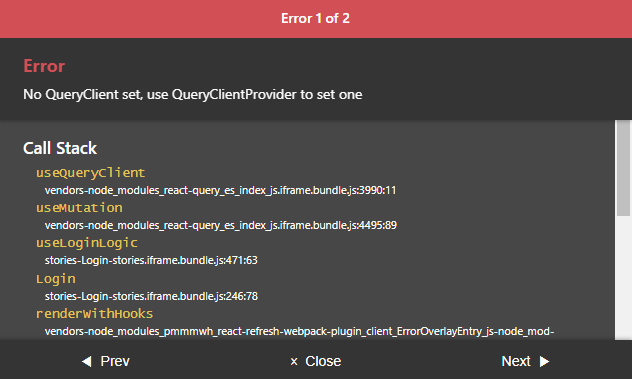 Error 1 of 2
Error
No QueryClient set, use QueryClientProvider to set one
Call Stack
useQueryClient
vendors-node_modules_react-query_es_index_js.iframe.bundle.js:3990:11
useMutation
vendors-node_modules_react-query_es_index_js.iframe.bundle.js:4495:89
useLoginLogic
stories-Login-stories.iframe.bundle.js:471:63
Login
stories-Login-stories.iframe.bundle.js:246:78
renderWithHooks
vendors-node_modules_pmmmwh_react-refresh-webpack-plugin_client_ErrorOverlayEntry_js-node_mod-
◀ Prev × Close Next ▶